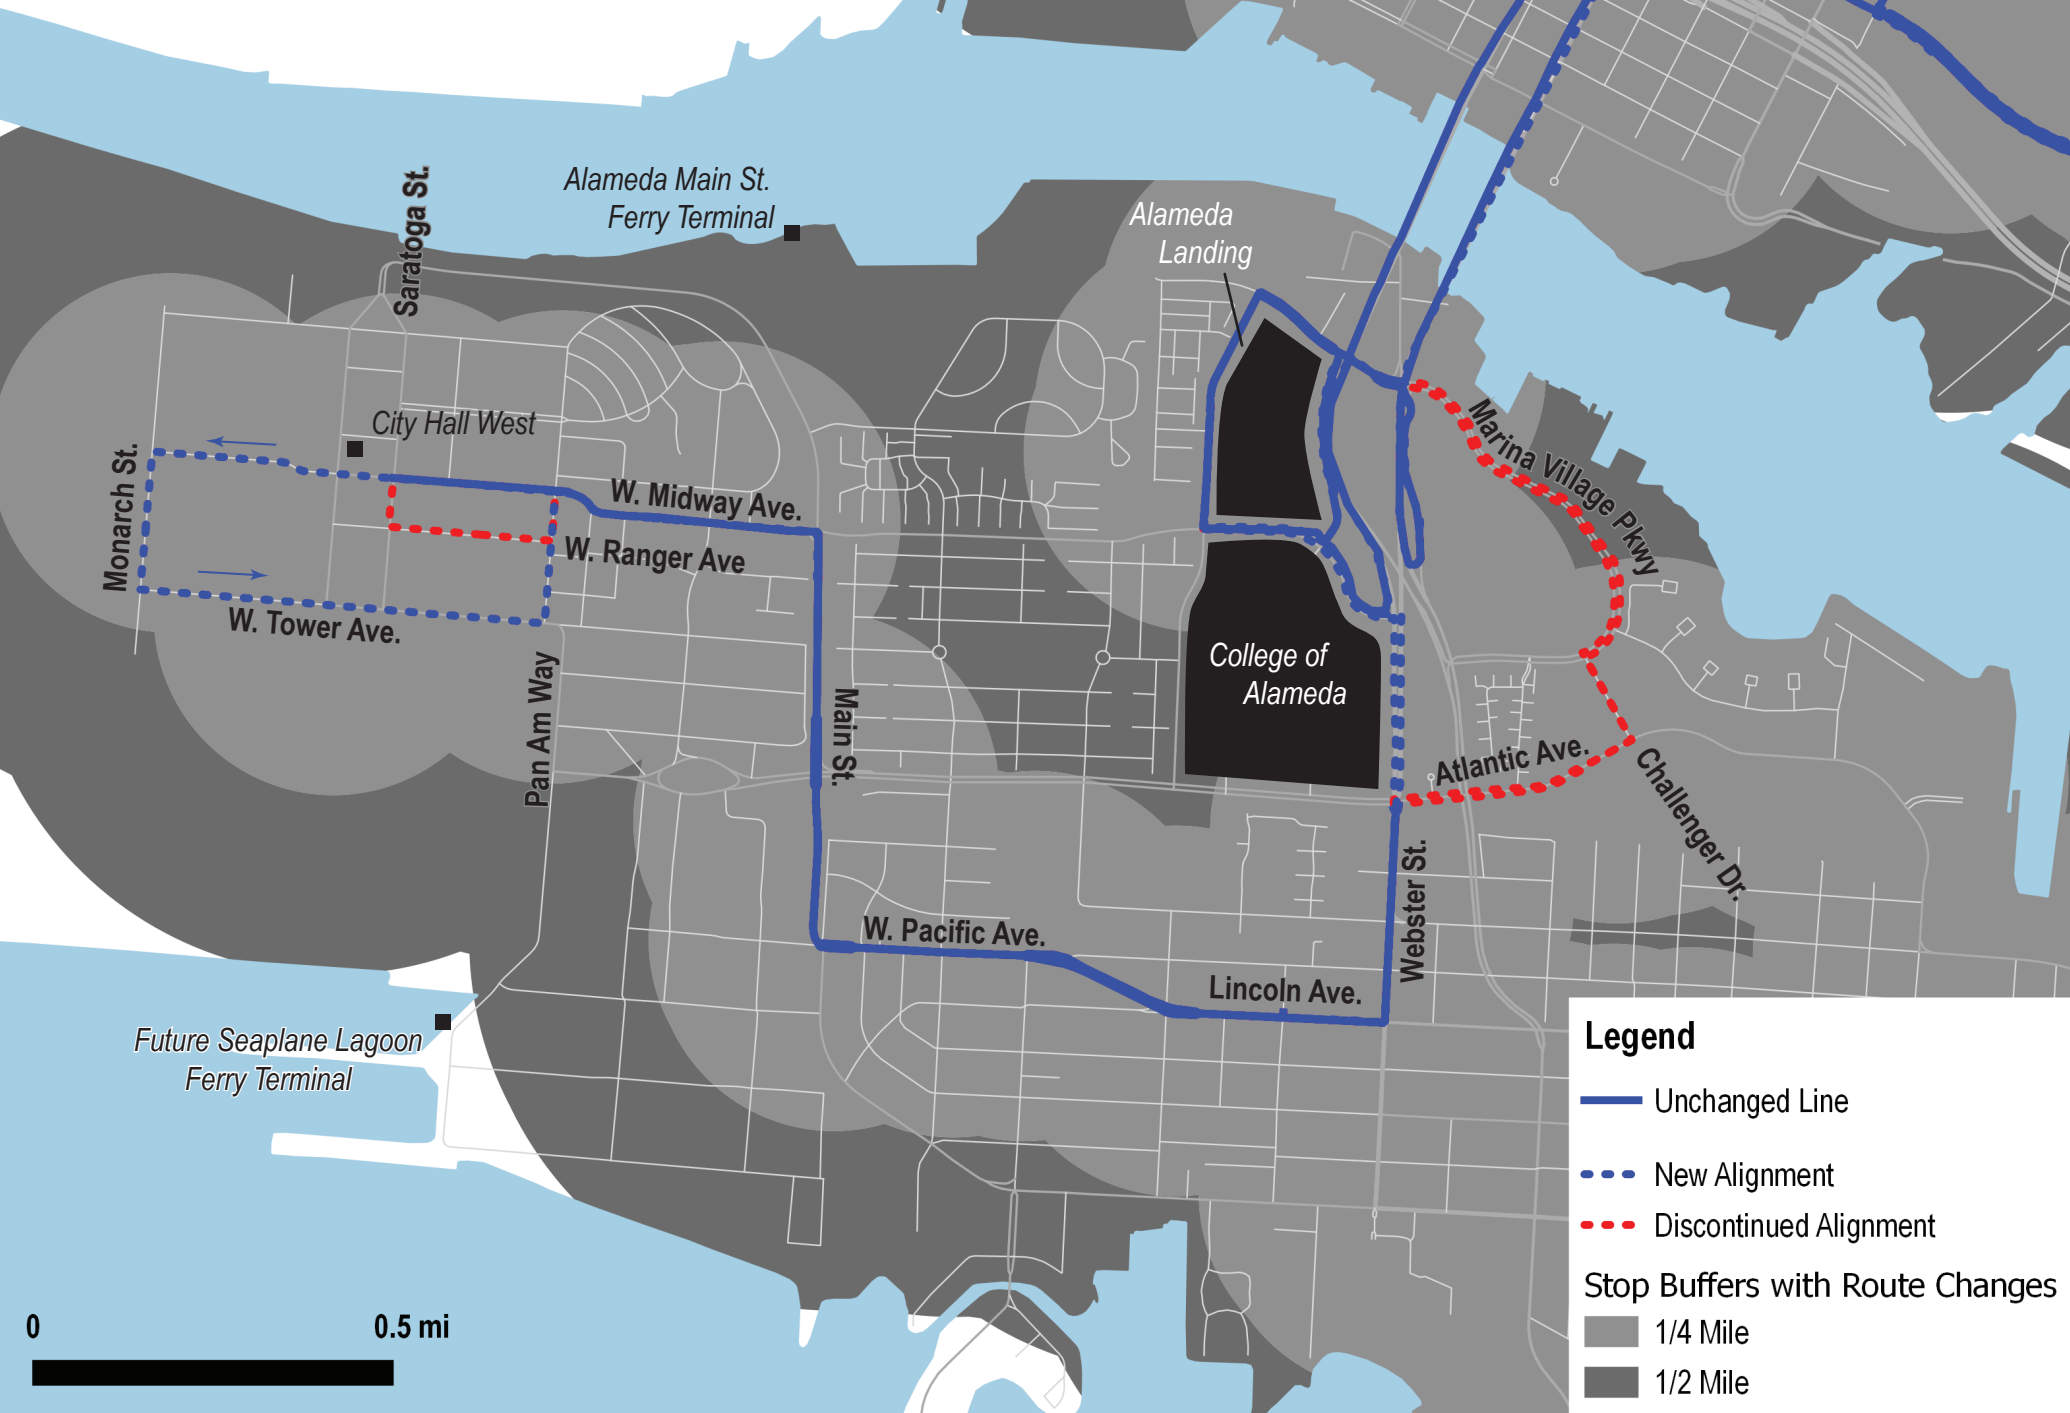 Saratoga St.
Alameda Main St.
Ferry Terminal
Alameda
Landing
City Hall West
Marina Village Pkwy
Monarch St.
W. Midway Ave.
W. Ranger Ave
W. Tower Ave.
College of
Alameda
Pan Am Way
Main St.
Atlantic Ave.
Challenger Dr.
Webster St.
W. Pacific Ave.
Lincoln Ave.
Future Seaplane Lagoon
Ferry Terminal
Legend
Unchanged Line
New Alignment
Discontinued Alignment
Stop Buffers with Route Changes
1/4 Mile
1/2 Mile
0 0.5 mi